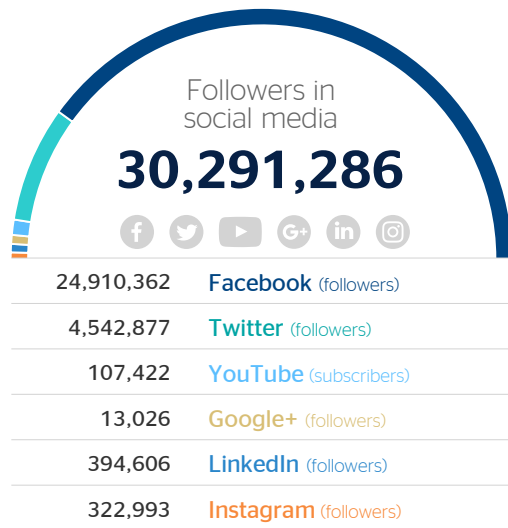 Followers in
social media
30,291,286
24,910,362 Facebook (followers)
4,542,877 Twitter (followers)
107,422 YouTube (subscribers)
13,026 Google+ (followers)
394,606 LinkedIn (followers)
322,993 Instagram (followers)